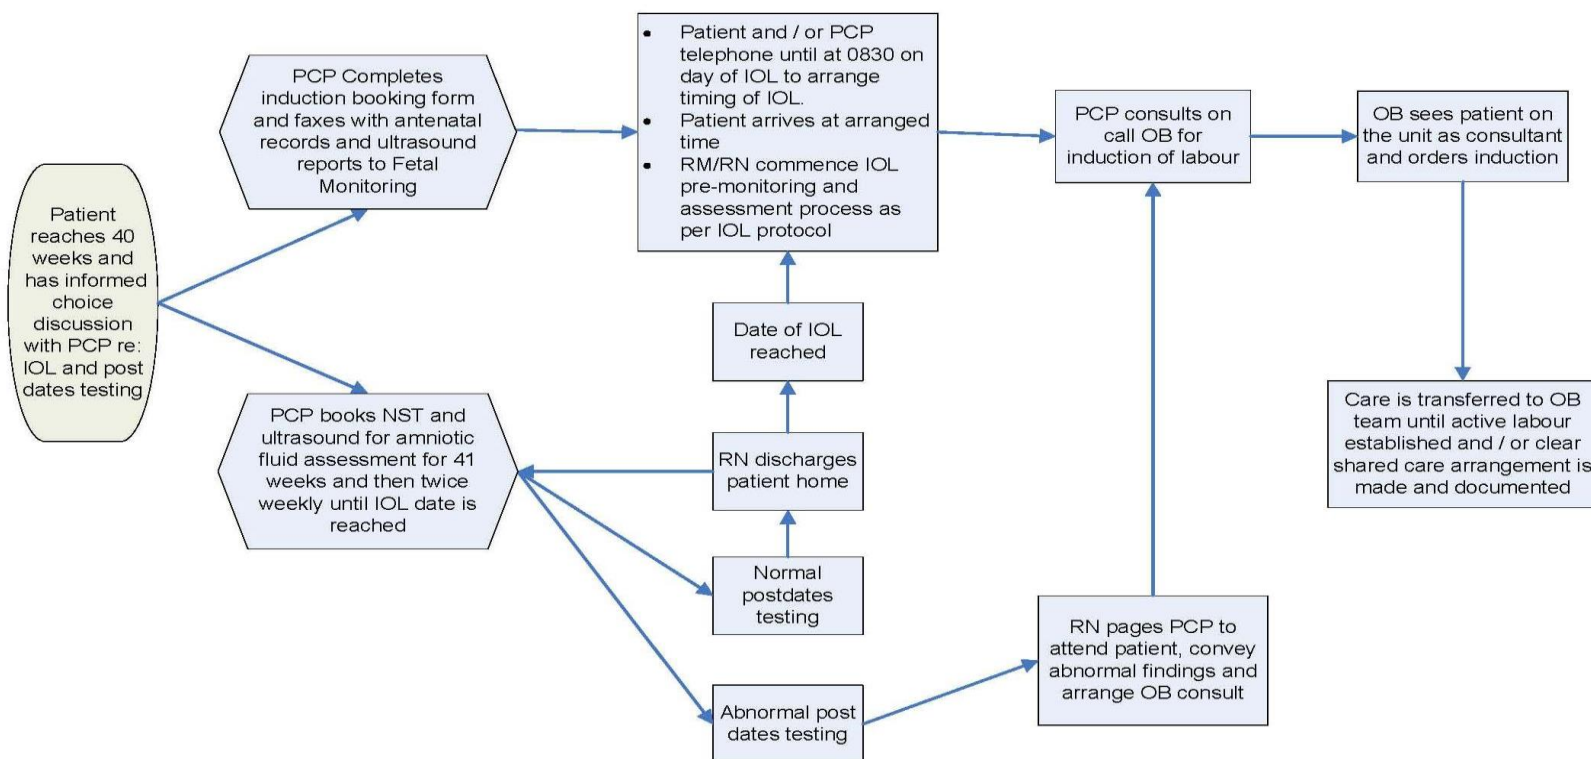 Patient
reaches 40
weeks and
has informed
choice
discussion
with PCP re:
IOL and post
dates testing
PCP Completes
induction booking
form and faxes with
antenatal
records and ultrasound
reports to Fetal
Monitoring
• Patient and / or PCP
telephone until at 0830 on
day of IOL to arrange
timing of IOL.
• Patient arrives at arranged
time
• RM/RN commence IOL
pre-monitoring and
assessment process as
per IOL protocol
PCP consults on
call OB for
induction of labour
OB sees patient on
the unit as consultant
and orders induction
Date of IOL
reached
PCP books NST and
ultrasound for amniotic
fluid assessment for 41
weeks and then twice
weekly until IOL date is
reached
RN discharges
patient home
Care is transferred to OB
team until active labour
established and / or clear
shared care arrangement is
made and documented
Normal
postdates
testing
RN pages PCP to
attend patient, convey
abnormal findings and
arrange OB consult
Abnormal post
dates testing